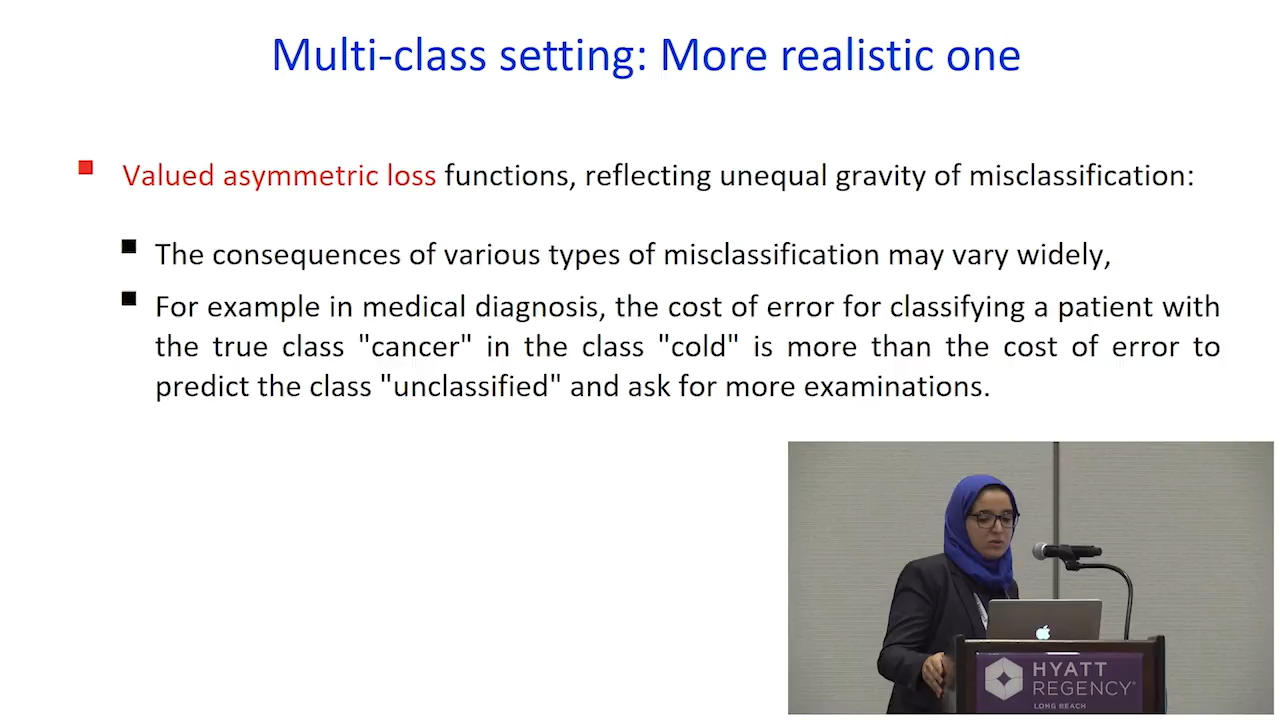 Multi-class setting: More realistic one
Valued asymmetric loss functions, reflecting unequal gravity of misclassification:
The consequences of various types of misclassification may vary widely,
For example in medical diagnosis, the cost of error for classifying a patient with
the true class "cancer" in the class "cold" is more than the cost of error to
predict the class "unclassified" and ask for more examinations.
HYATT
REGENCY®
LONG BEACH